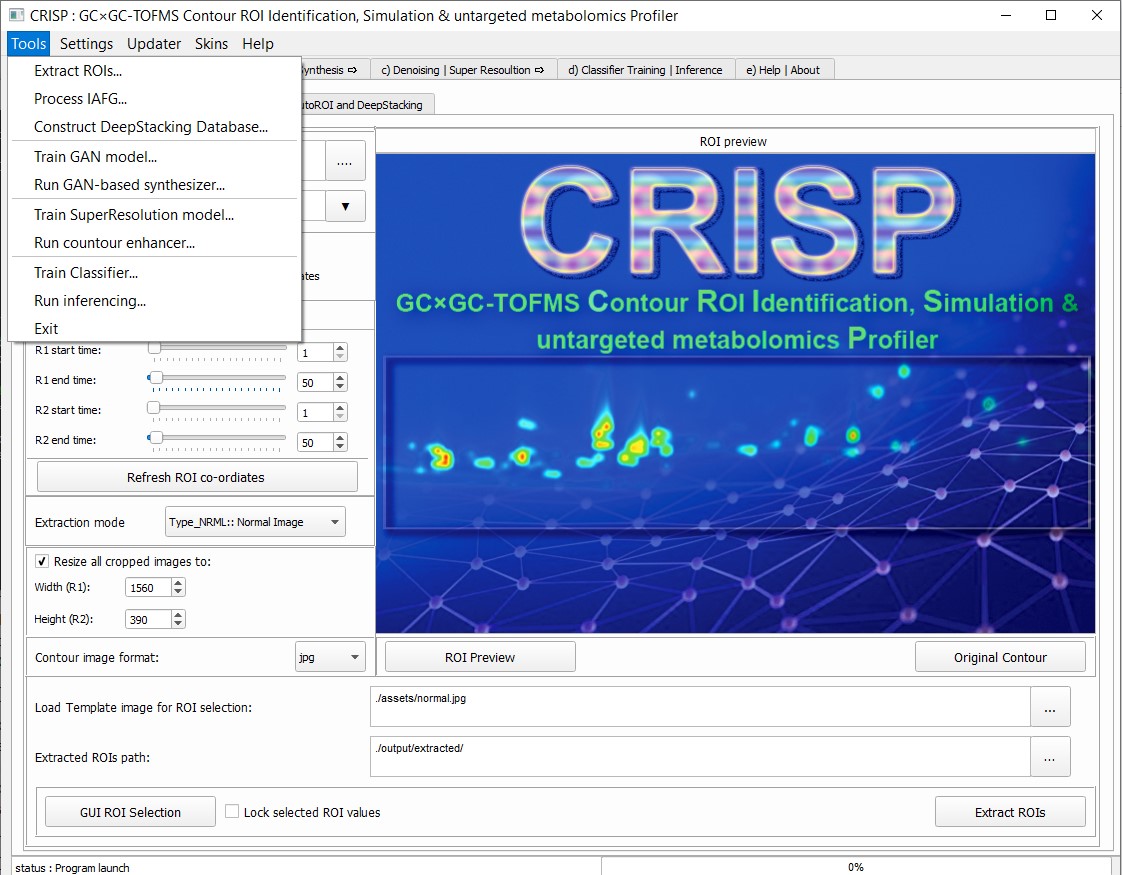 CRISP : GC×GC-TOFMS Contour ROI Identification, Simulation & untargeted metabolomics Profiler
Tools Settings Updater Skins Help
Extract ROIs...
Process IAFG...
Construct DeepStacking Database...
Train GAN model...
Run GAN-based synthesizer...
Train SuperResolution model...
Run countour enhancer...
Train Classifier...
Run inferencing...
Exit
c) Denoising | Super Resoultion ⇨ d) Classifier Training | Inference e) Help | About
and DeepStacking
....
▼
ROI preview
CRISP
GC×GC-TOFMS Contour ROI Identification, Simulation &
untargeted metabolomics Profiler
R1 start time: 1
R1 end time: 50
R2 start time: 1
R2 end time: 50
Refresh ROI co-ordiates
Extraction mode Type_NRML:: Normal Image
Resize all cropped images to:
Width (R1): 1560
Height (R2): 390
Contour image format: jpg
ROI Preview Original Contour
Load Template image for ROI selection: ./assets/normal.jpg ...
Extracted ROIs path: ./output/extracted/ ...
GUI ROI Selection Lock selected ROI values Extract ROIs
status : Program launch 0%